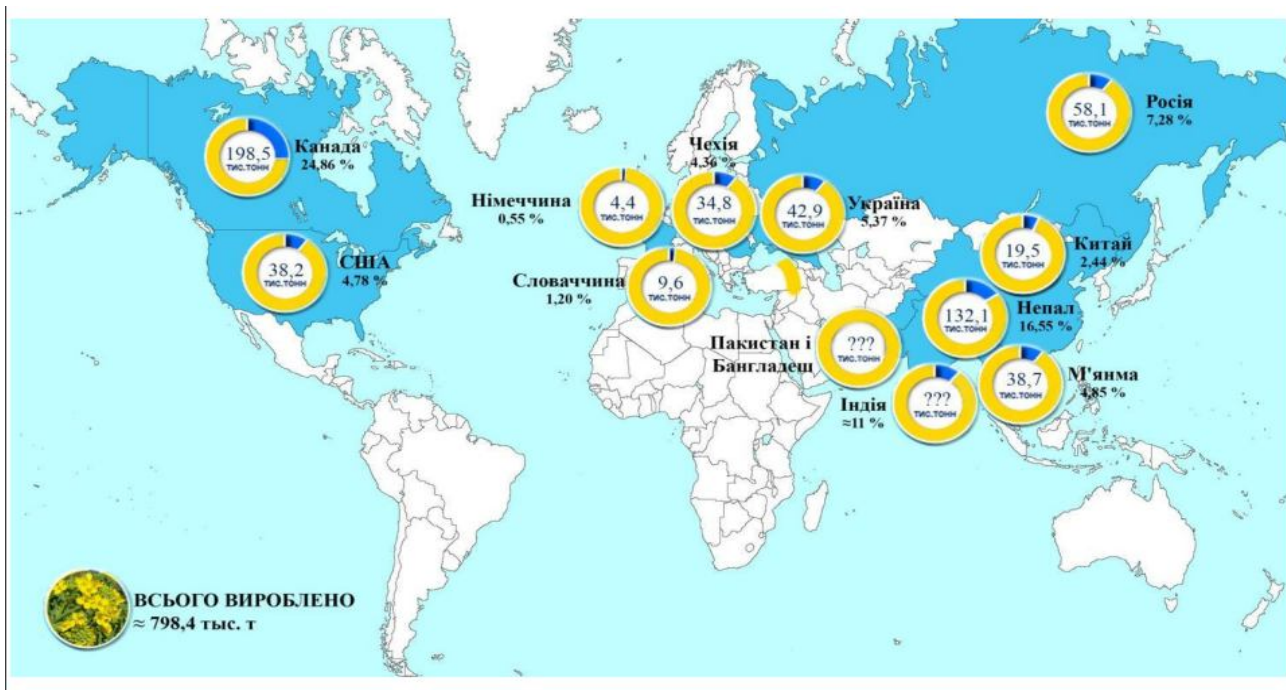 58,1
ТИС.ТОНН
Росія
7,28 %
198,5
ТИС.ТОНН
Канада
24,86 %
Чехія
4,36 %
Німеччина
0,55 %
4,4
ТИС.ТОНН
34,8
ТИС.ТОНН
42,9
ТИС.ТОНН
Україна
5,37 %
38,2
ТИС.ТОНН
США
4,78 %
19,5
ТИС.ТОНН
Китай
2,44 %
Словаччина
1,20 %
9,6
ТИС.ТОНН
132,1
ТИС.ТОНН
Непал
16,55 %
Пакистан і
Бангладеш
???
ТИС.ТОНН
38,7
ТИС.ТОНН
М'янма
4,85 %
Індія
≈11 %
???
ТИС.ТОНН
ВСЬОГО ВИРОБЛЕНО
≈ 798,4 тыс. т